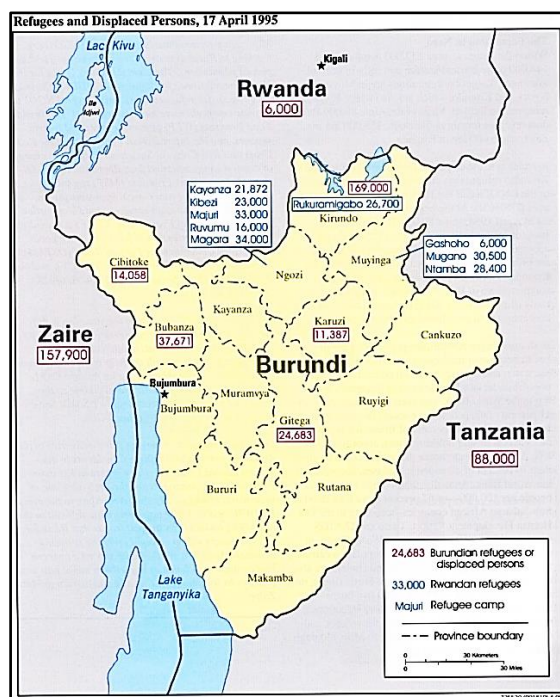 Refugees and Displaced Persons, 17 April 1995
Lac Kivu
Kigali
Ile
Idjwi
Rwanda
6,000
Kayanza 21,872
Kibezi 23,000
Majuri 33,000
Ruvumu 16,000
Magara 34,000
169,000
Rukuramigabo 26,700
Kirundo
Gashoho 6,000
Mugano 30,500
Ntamba 28,400
Cibitoke
14,058
Ngozi
Muyinga
Kayanza
Bubanza
37,671
Karuzi
11,387
Cankuzo
Zaire
157,900
Burundi
Bujumbura
Bujumbura
Muramvya
Gitega
24,683
Ruyigi
Tanzania
88,000
Bururi
Rutana
Makamba
Lake
Tanganyika
24,683 Burundian refugees or
displaced persons
33,000 Rwandan refugees
Majuri Refugee camp
Province boundary
0 30 Kilometers
0 30 Miles